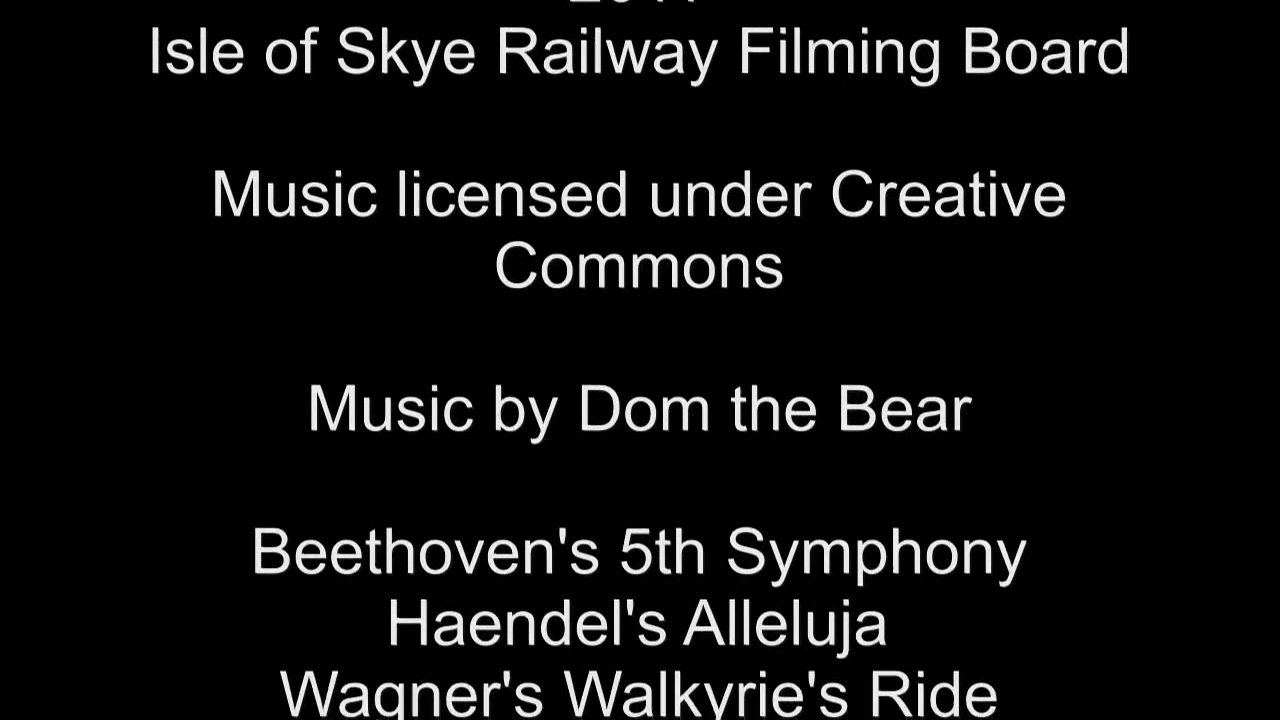 Isle of Skye Railway Filming Board
Music licensed under Creative
Commons
Music by Dom the Bear
Beethoven's 5th Symphony
Haendel's Alleluja
Wagner's Walkyrie's Ride